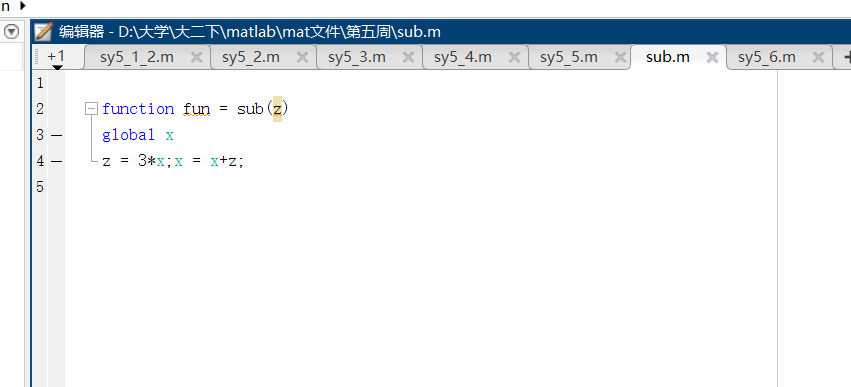 n
编辑器 - D:\大学\大二下\matlab\mat文件\第五周\sub.m
+1 sy5_1_2.m sy5_2.m sy5_3.m sy5_4.m sy5_5.m sub.m sy5_6.m
1
2 function fun = sub(z)
3 global x
4 z = 3*x;x = x+z;
5